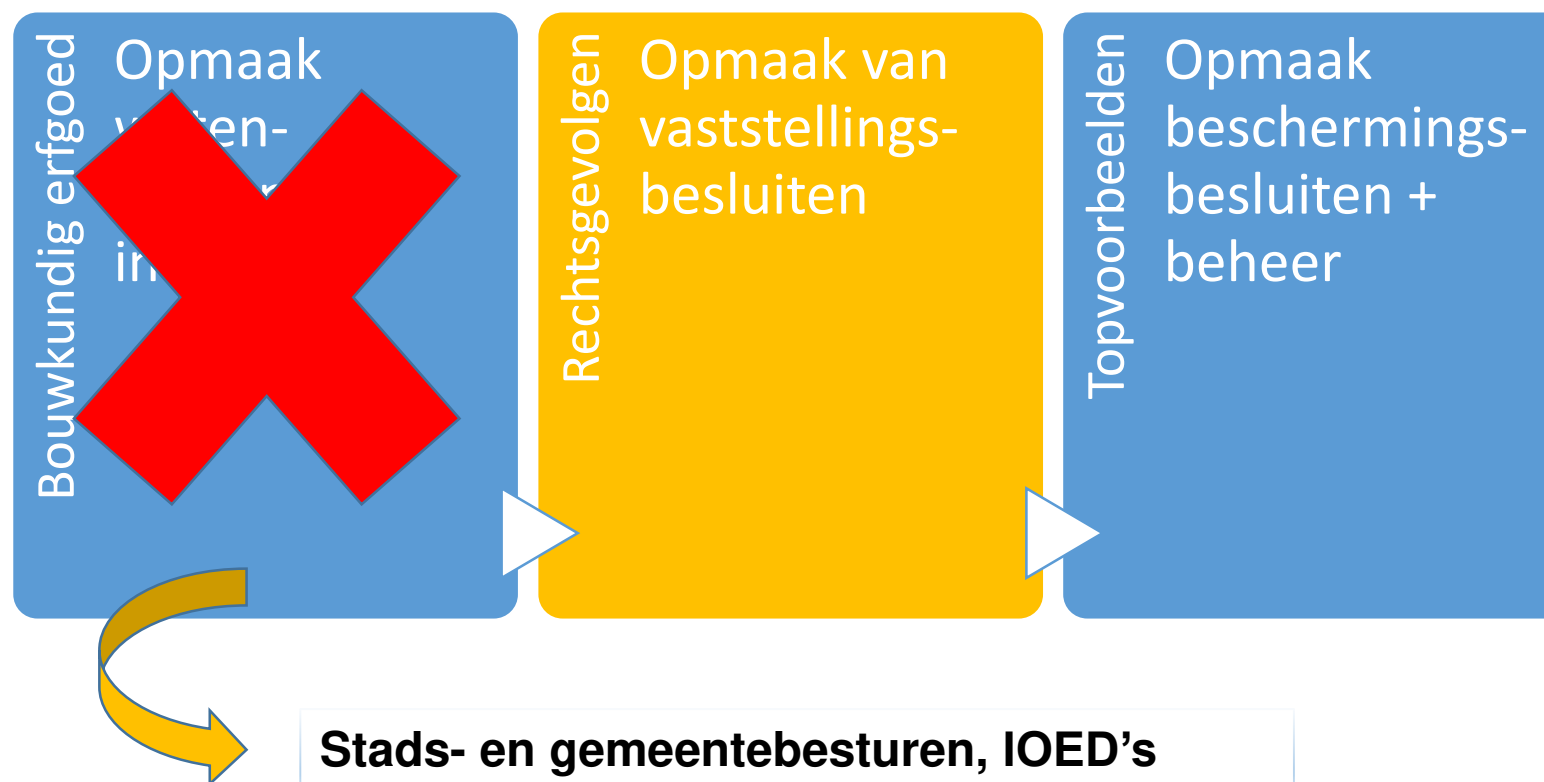 Bouwkundig erfgoed
Opmaak
Rechtsgevolgen
Opmaak van
vaststellings-
besluiten
Topvoorbeelden
Opmaak
beschermings-
besluiten +
beheer
Stads- en gemeentebesturen, IOED's